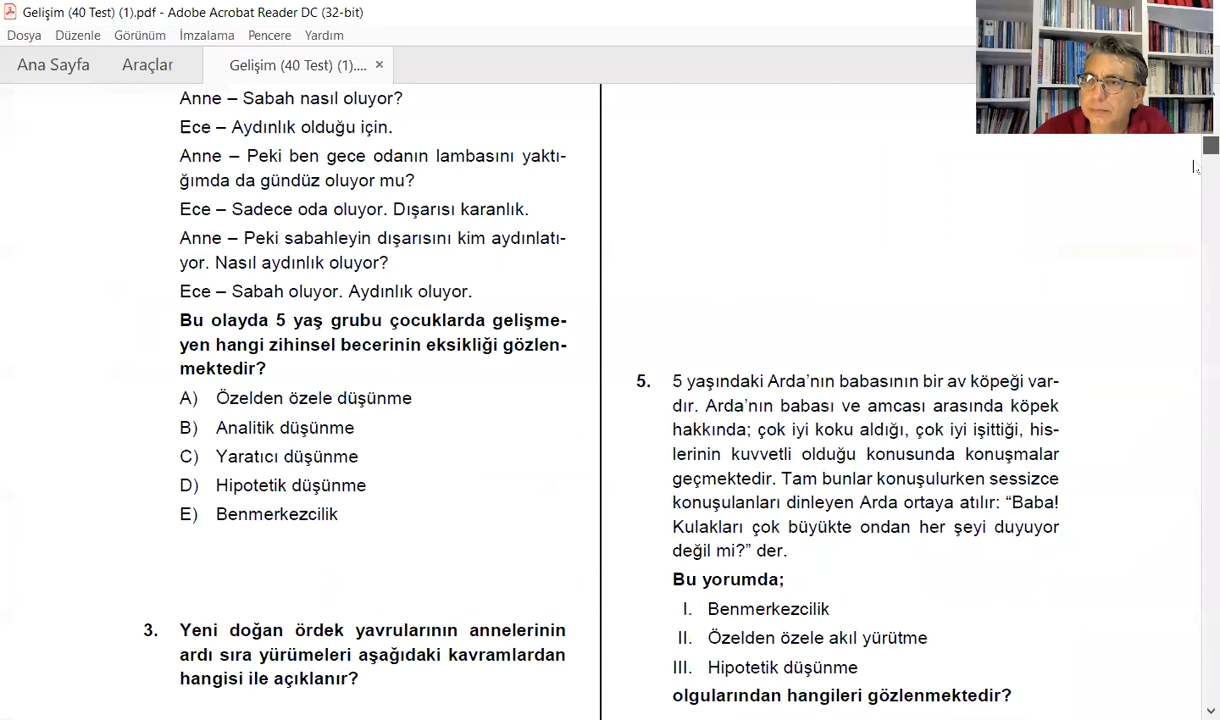 Gelişim (40 Test) (1).pdf - Adobe Acrobat Reader DC (32-bit)
Dosya Düzenle Görünüm İmzalama Pencere Yardım
Ana Sayfa Araçlar Gelişim (40 Test) (1).... ×
Anne – Sabah nasıl oluyor?
Ece – Aydınlık olduğu için.
Anne – Peki ben gece odanın lambasını yaktı-
ğımda da gündüz oluyor mu?
Ece – Sadece oda oluyor. Dışarısı karanlık.
Anne – Peki sabahleyin dışarısını kim aydınlatı-
yor. Nasıl aydınlık oluyor?
Ece – Sabah oluyor. Aydınlık oluyor.
Bu olayda 5 yaş grubu çocuklarda gelişme-
yen hangi zihinsel becerinin eksikliği gözlen-
mektedir?
A) Özelden özele düşünme
B) Analitik düşünme
C) Yaratıcı düşünme
D) Hipotetik düşünme
E) Benmerkezcilik
3. Yeni doğan ördek yavrularının annelerinin
ardı sıra yürümeleri aşağıdaki kavramlardan
hangisi ile açıklanır?
5. 5 yaşındaki Arda’nın babasının bir av köpeği var-
dır. Arda’nın babası ve amcası arasında köpek
hakkında; çok iyi koku aldığı, çok iyi işittiği, his-
lerinin kuvvetli olduğu konusunda konuşmalar
geçmektedir. Tam bunlar konuşulurken sessizce
konuşulanları dinleyen Arda ortaya atılır: “Baba!
Kulakları çok büyükte ondan her şeyi duyuyor
değil mi?” der.
Bu yorumda;
I. Benmerkezcilik
II. Özelden özele akıl yürütme
III. Hipotetik düşünme
olgularından hangileri gözlenmektedir?